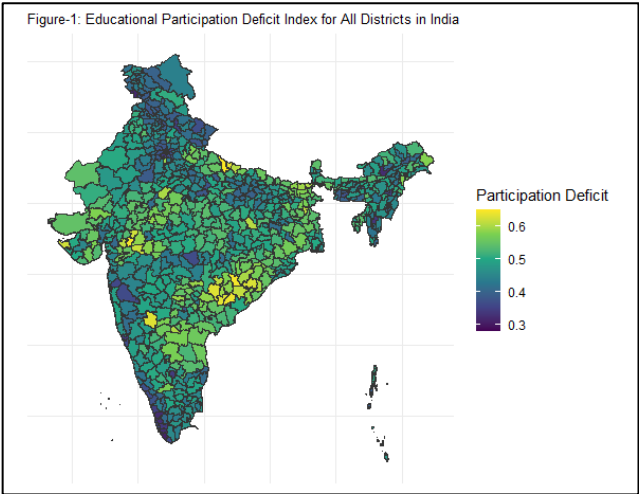 Figure-1: Educational Participation Deficit Index for All Districts in India
Participation Deficit
0.6
0.5
0.4
0.3